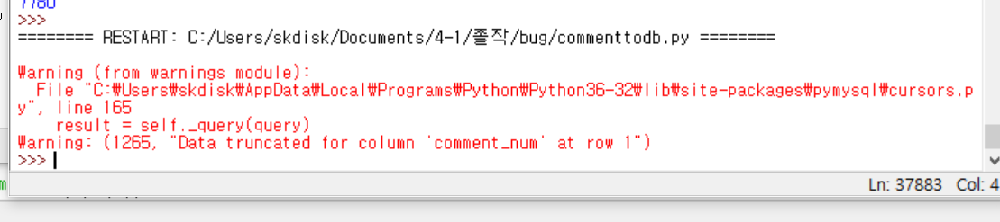 7780
>>>
======== RESTART: C:/Users/skdisk/Documents/4-1/졸작/bug/commenttodb.py ========
Warning (from warnings module):
File "C:₩Users₩skdisk₩AppData₩Local₩Programs₩Python₩Python36-32₩lib₩site-packages₩pymysql₩cursors.p
y", line 165
result = self._query(query)
Warning: (1265, "Data truncated for column 'comment_num' at row 1")
>>>
Ln: 37883 Col: 4